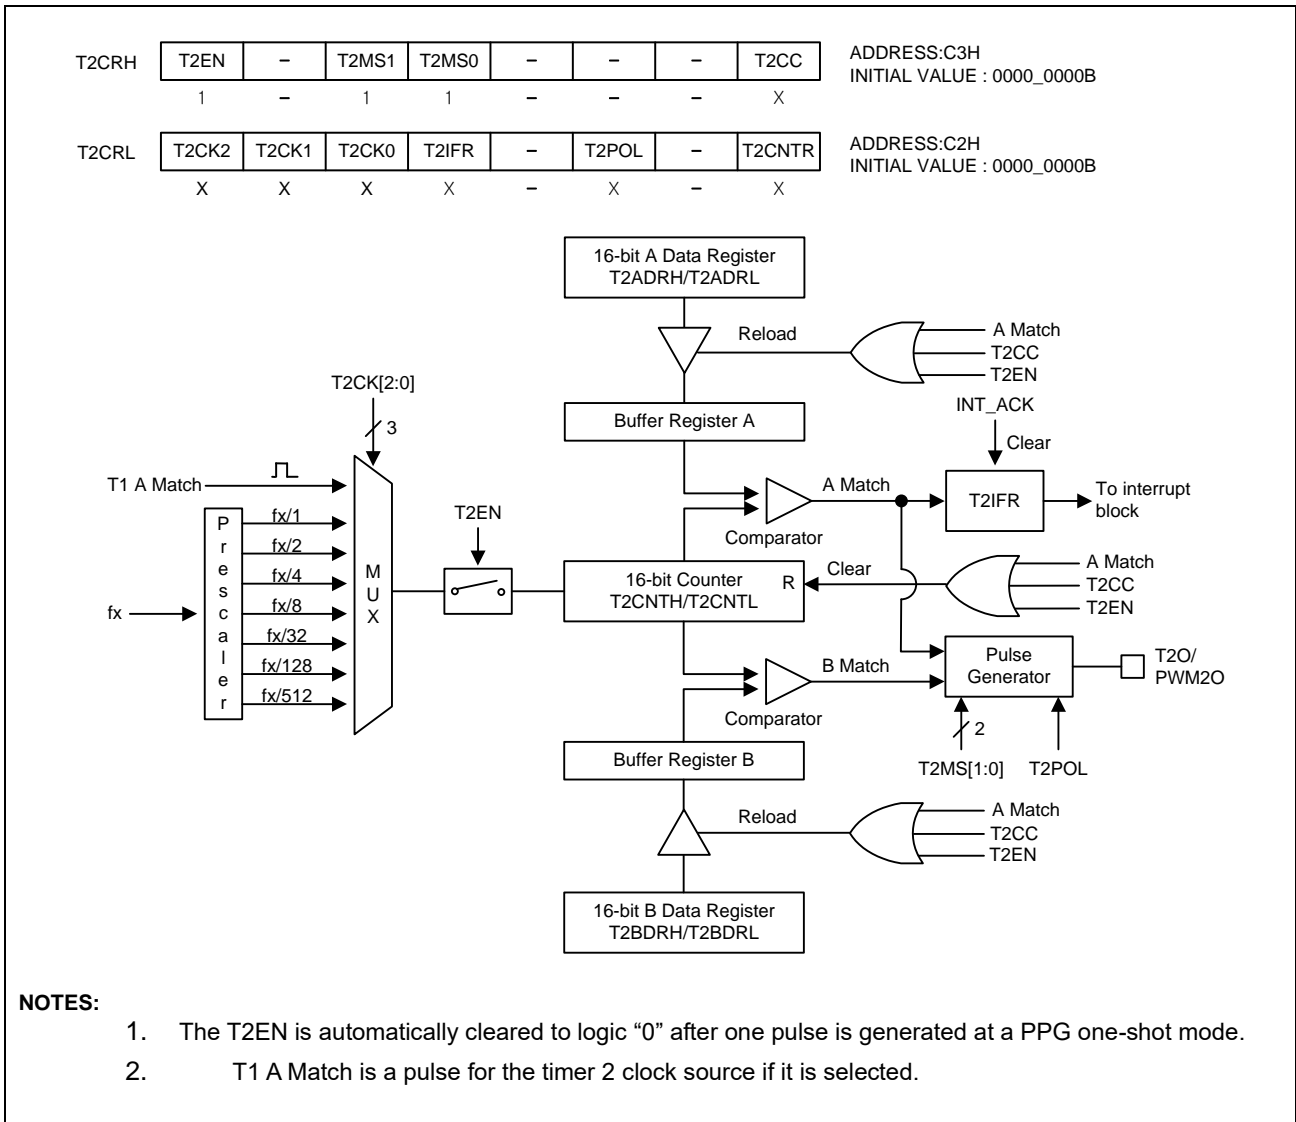 T2CRH T2EN – T2MS1 T2MS0 – – – T2CC ADDRESS:C3H
INITIAL VALUE : 0000_0000B
1 – 1 1 – – – X
T2CRL T2CK2 T2CK1 T2CK0 T2IFR – T2POL – T2CNTR ADDRESS:C2H
INITIAL VALUE : 0000_0000B
X X X X – X – X
16-bit A Data Register
T2ADRH/T2ADRL
Reload
A Match
T2CC
T2EN
T2CK[2:0]
3
Buffer Register A
INT_ACK
Clear
T1 A Match
A Match
T2IFR
To interrupt
block
Comparator
Prescaler
fx/1
fx/2
fx/4
fx/8
fx/32
fx/128
fx/512
fx
MUX
T2EN
16-bit Counter
T2CNTH/T2CNTL
R
Clear
A Match
T2CC
T2EN
B Match
Comparator
Pulse
Generator
T2O/
PWM2O
2
T2MS[1:0]
T2POL
Buffer Register B
Reload
A Match
T2CC
T2EN
16-bit B Data Register
T2BDRH/T2BDRL
NOTES:
1. The T2EN is automatically cleared to logic “0” after one pulse is generated at a PPG one-shot mode.
2. T1 A Match is a pulse for the timer 2 clock source if it is selected.